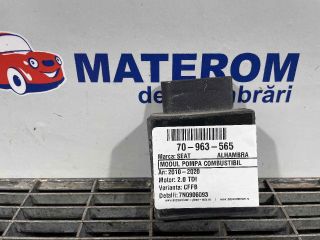 MATEROM
dezmembrări
70-963-565
Marca: SEAT ALHAMBRA
MODUL POMPA COMBUSTIBIL
An: 2010-2020
Motor: 2.0 TDI
Varianta: CFFB
Detalii: 7N0906093